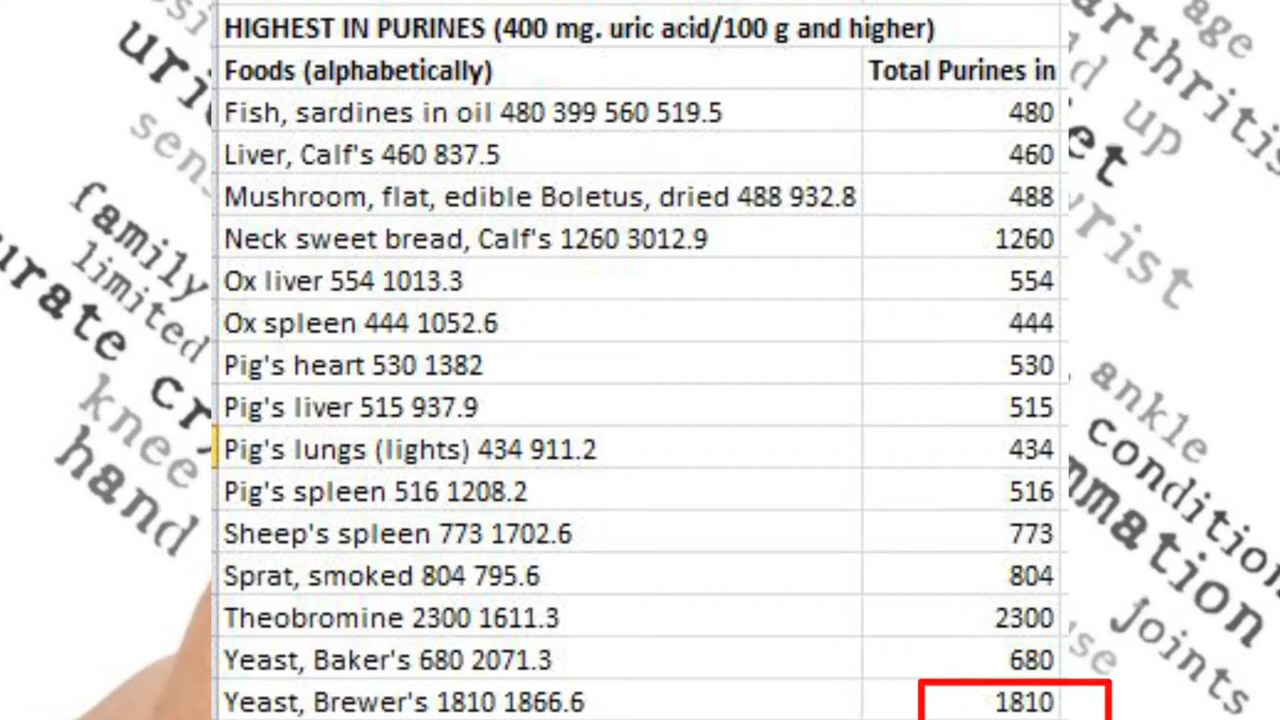 HIGHEST IN PURINES (400 mg. uric acid/100 g and higher)
Foods (alphabetically) Total Purines in
Fish, sardines in oil 480 399 560 519.5 480
Liver, Calf's 460 837.5 460
Mushroom, flat, edible Boletus, dried 488 932.8 488
Neck sweet bread, Calf's 1260 3012.9 1260
Ox liver 554 1013.3 554
Ox spleen 444 1052.6 444
Pig's heart 530 1382 530
Pig's liver 515 937.9 515
Pig's lungs (lights) 434 911.2 434
Pig's spleen 516 1208.2 516
Sheep's spleen 773 1702.6 773
Sprat, smoked 804 795.6 804
Theobromine 2300 1611.3 2300
Yeast, Baker's 680 2071.3 680
Yeast, Brewer's 1810 1866.6 1810
family
limited
knee
hand
age
up
ankle
joints